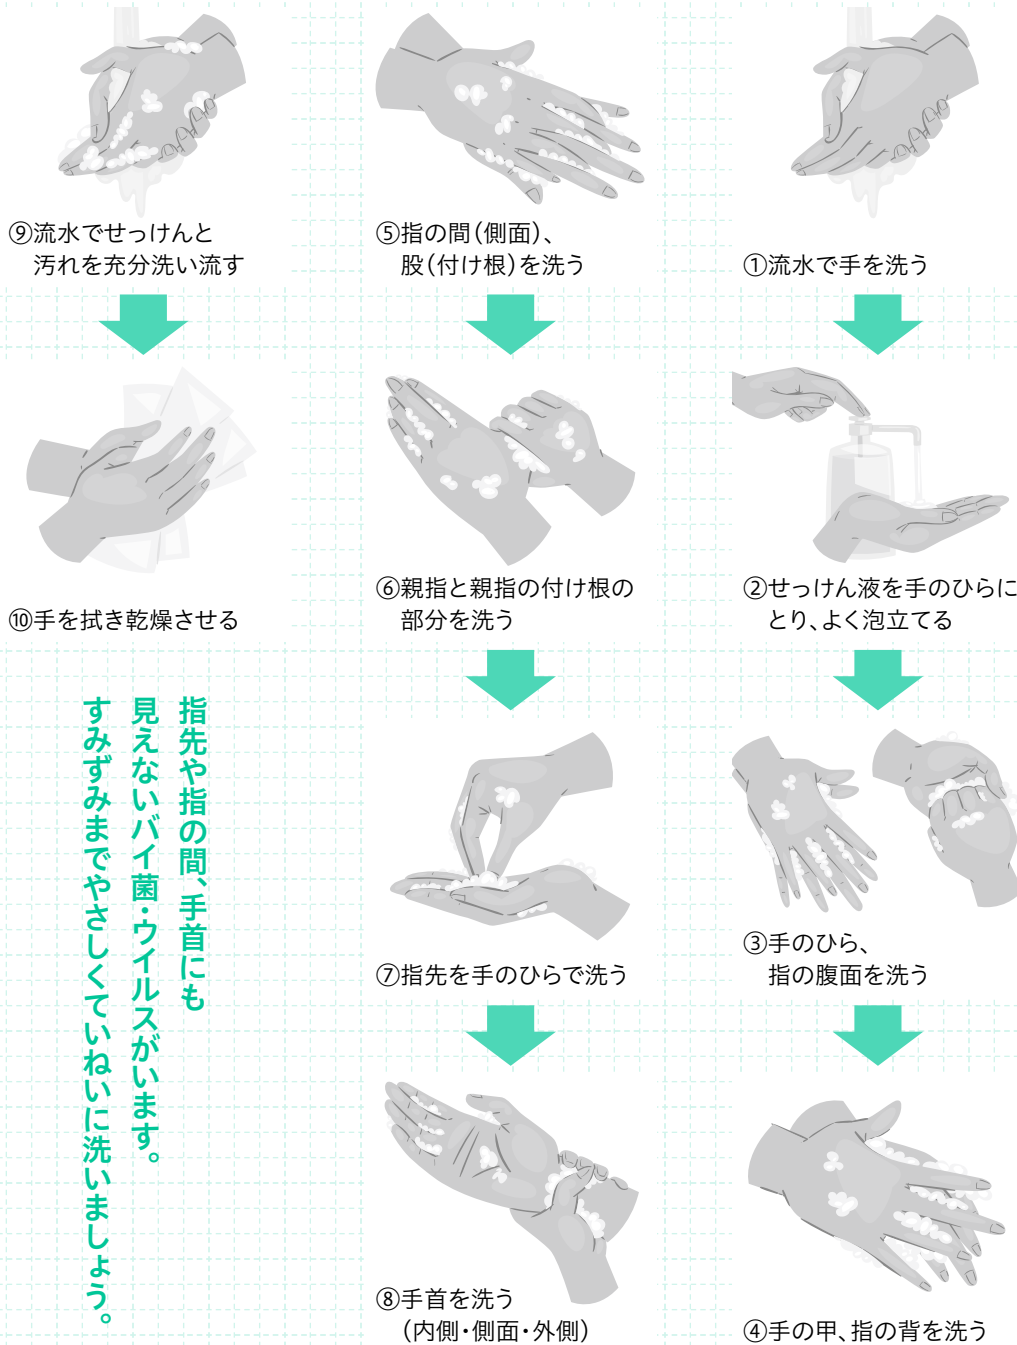 ①流水で手を洗う
②せっけん液を手のひらに
とり、よく泡立てる
③手のひら、
指の腹面を洗う
④手の甲、指の背を洗う
⑤指の間（側面）、
股（付け根）を洗う
⑥親指と親指の付け根の
部分を洗う
⑦指先を手のひらで洗う
⑧手首を洗う
（内側・側面・外側）
⑨流水でせっけんと
汚れを充分洗い流す
⑩手を拭き乾燥させる
指先や指の間、手首にも
見えないバイ菌・ウイルスがいます。
すみずみまでやさしくていねいに洗いましょう。